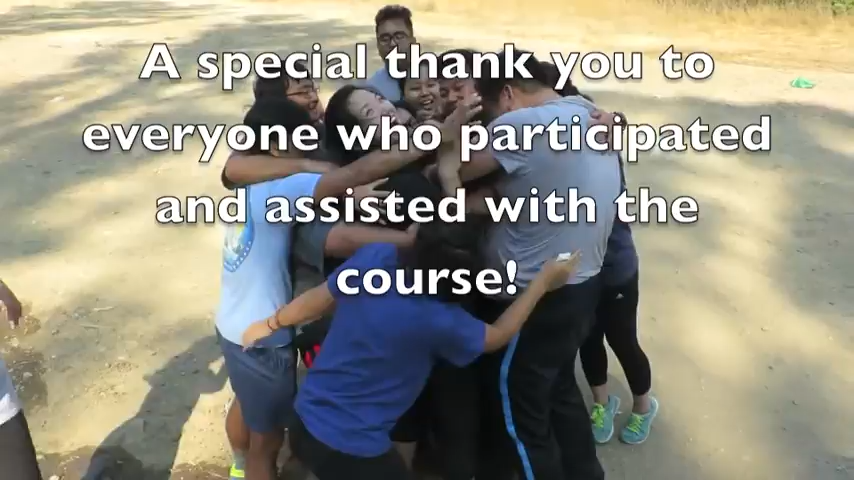 A special thank you to
everyone who participated
and assisted with the
course!